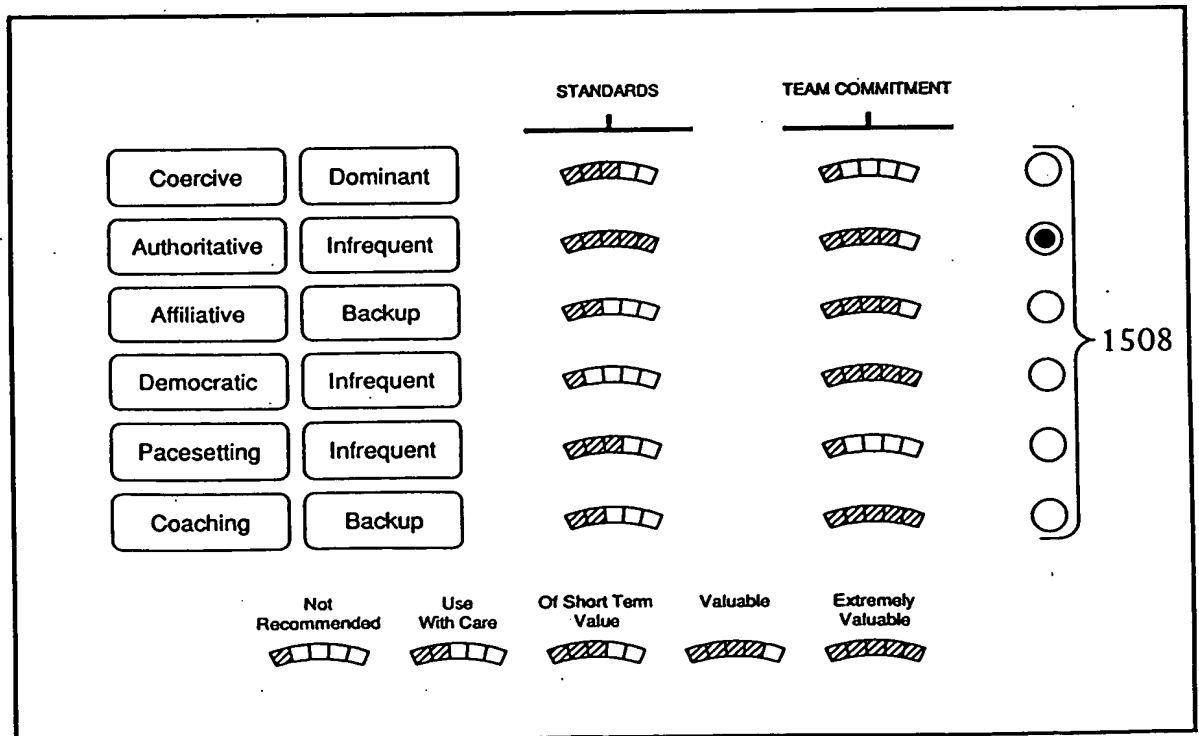 STANDARDS TEAM COMMITMENT
Coercive Dominant
Authoritative Infrequent
Affiliative Backup
Democratic Infrequent
1508
Pacesetting Infrequent
Coaching Backup
Not Recommended
Use With Care
Of Short Term Value
Valuable
Extremely Valuable